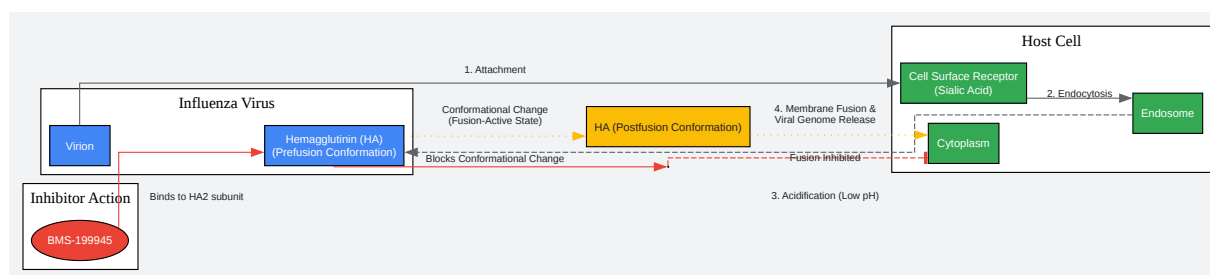 Host Cell
1. Attachment
Cell Surface Receptor
(Sialic Acid)
2. Endocytosis
Endosome
Influenza Virus
Conformational Change
(Fusion-Active State)
HA (Postfusion Conformation)
4. Membrane Fusion &
Viral Genome Release
Virion
Hemagglutinin (HA)
(Prefusion Conformation)
Cytoplasm
Blocks Conformational Change
Fusion Inhibited
Inhibitor Action
Binds to HA2 subunit
3. Acidification (Low pH)
BMS-199945